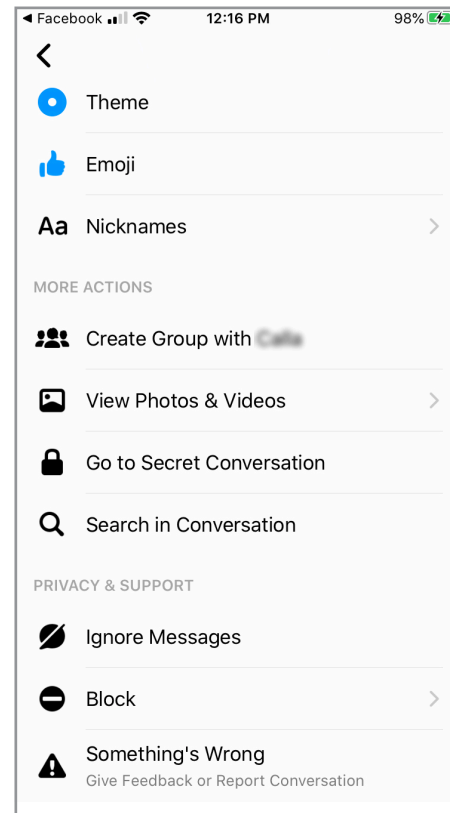 ◀ Facebook 12:16 PM 98%
Theme
Emoji
Aa Nicknames
MORE ACTIONS
Create Group with
View Photos & Videos
Go to Secret Conversation
Search in Conversation
PRIVACY & SUPPORT
Ignore Messages
Block
Something's Wrong
Give Feedback or Report Conversation